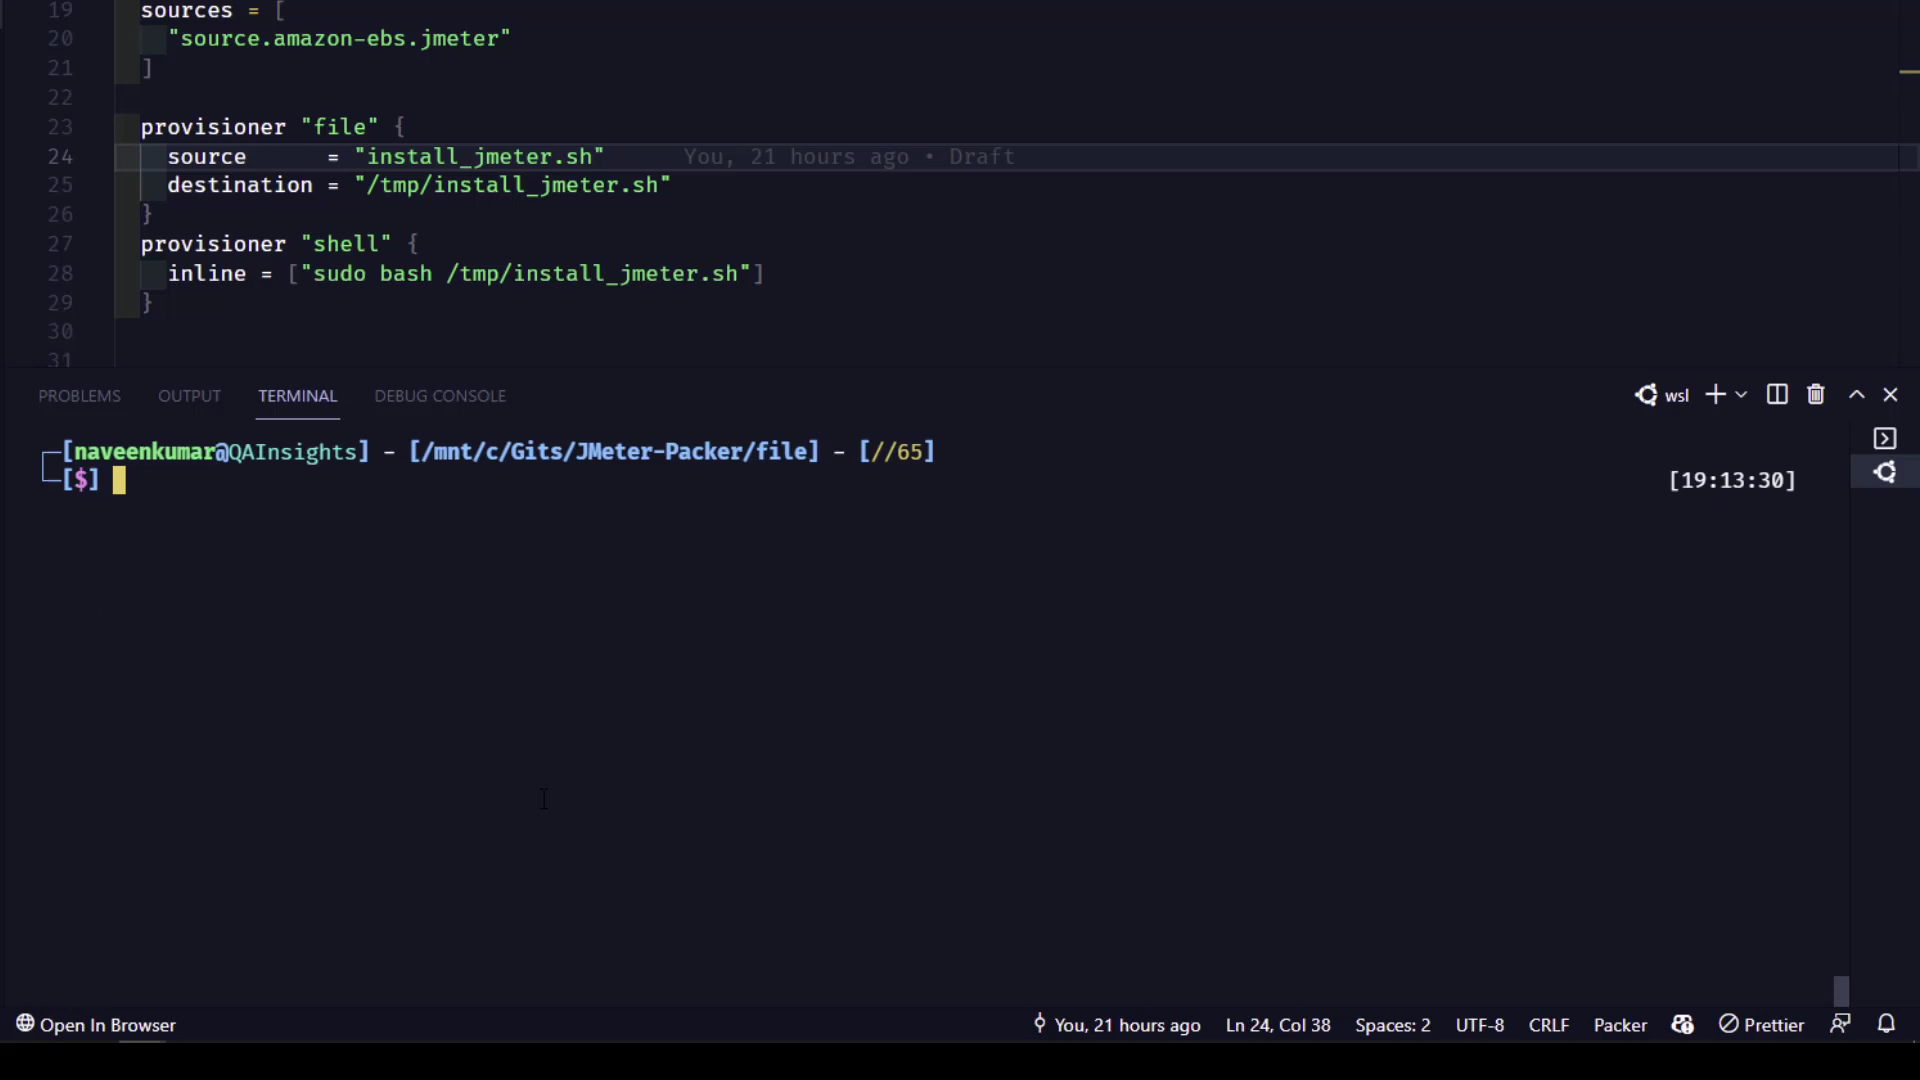 19 sources = [
20 "source.amazon-ebs.jmeter"
21 ]
22
23 provisioner "file" {
24 source = "install_jmeter.sh" You, 21 hours ago • Draft
25 destination = "/tmp/install_jmeter.sh"
26 }
27 provisioner "shell" {
28 inline = ["sudo bash /tmp/install_jmeter.sh"]
29 }
30
31
PROBLEMS OUTPUT TERMINAL DEBUG CONSOLE wsl
[naveenkumar@QAInsights] - [/mnt/c/Gits/JMeter-Packer/file] - [//65]
[$] [19:13:30]
Open In Browser You, 21 hours ago Ln 24, Col 38 Spaces: 2 UTF-8 CRLF Packer Prettier